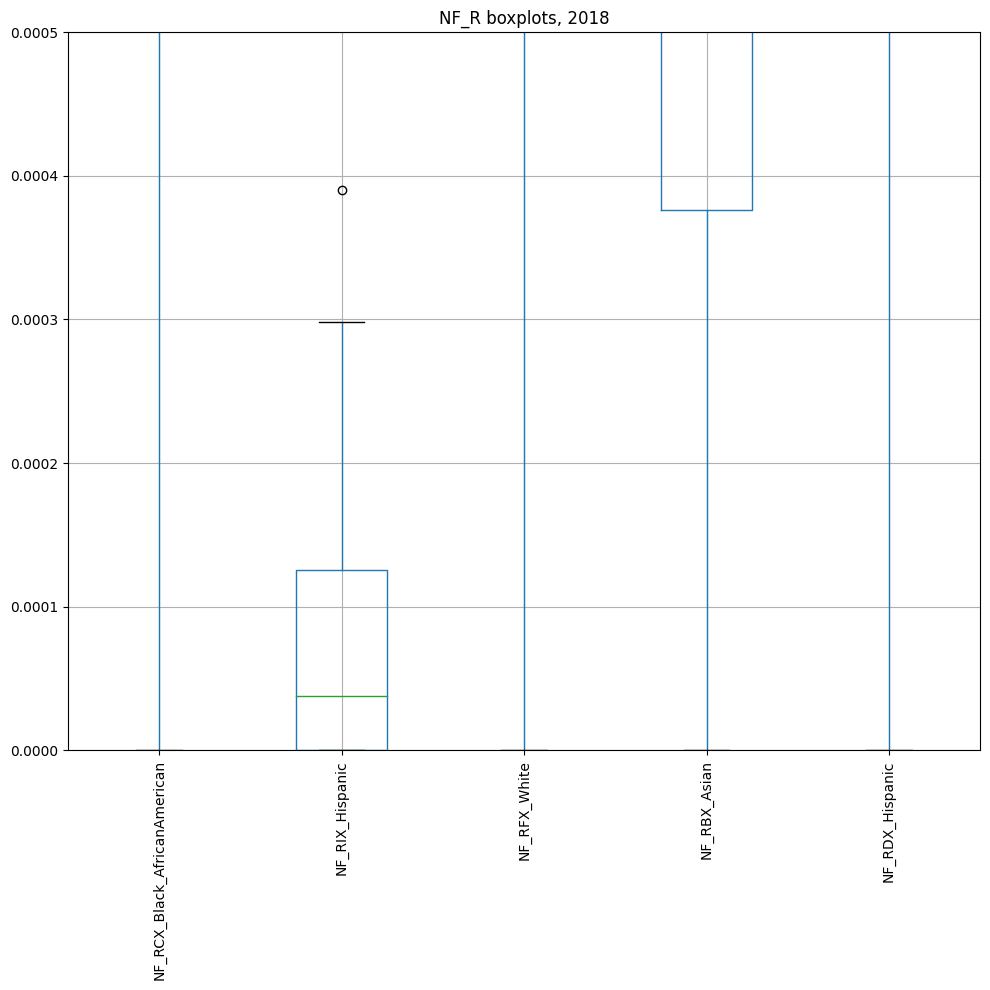 NF_R boxplots, 2018
0.0005
0.0004
0.0003
0.0002
0.0001
0.0000
NF_RCX_Black_AfricanAmerican
NF_RIX_Hispanic
NF_RFX_White
NF_RBX_Asian
NF_RDX_Hispanic